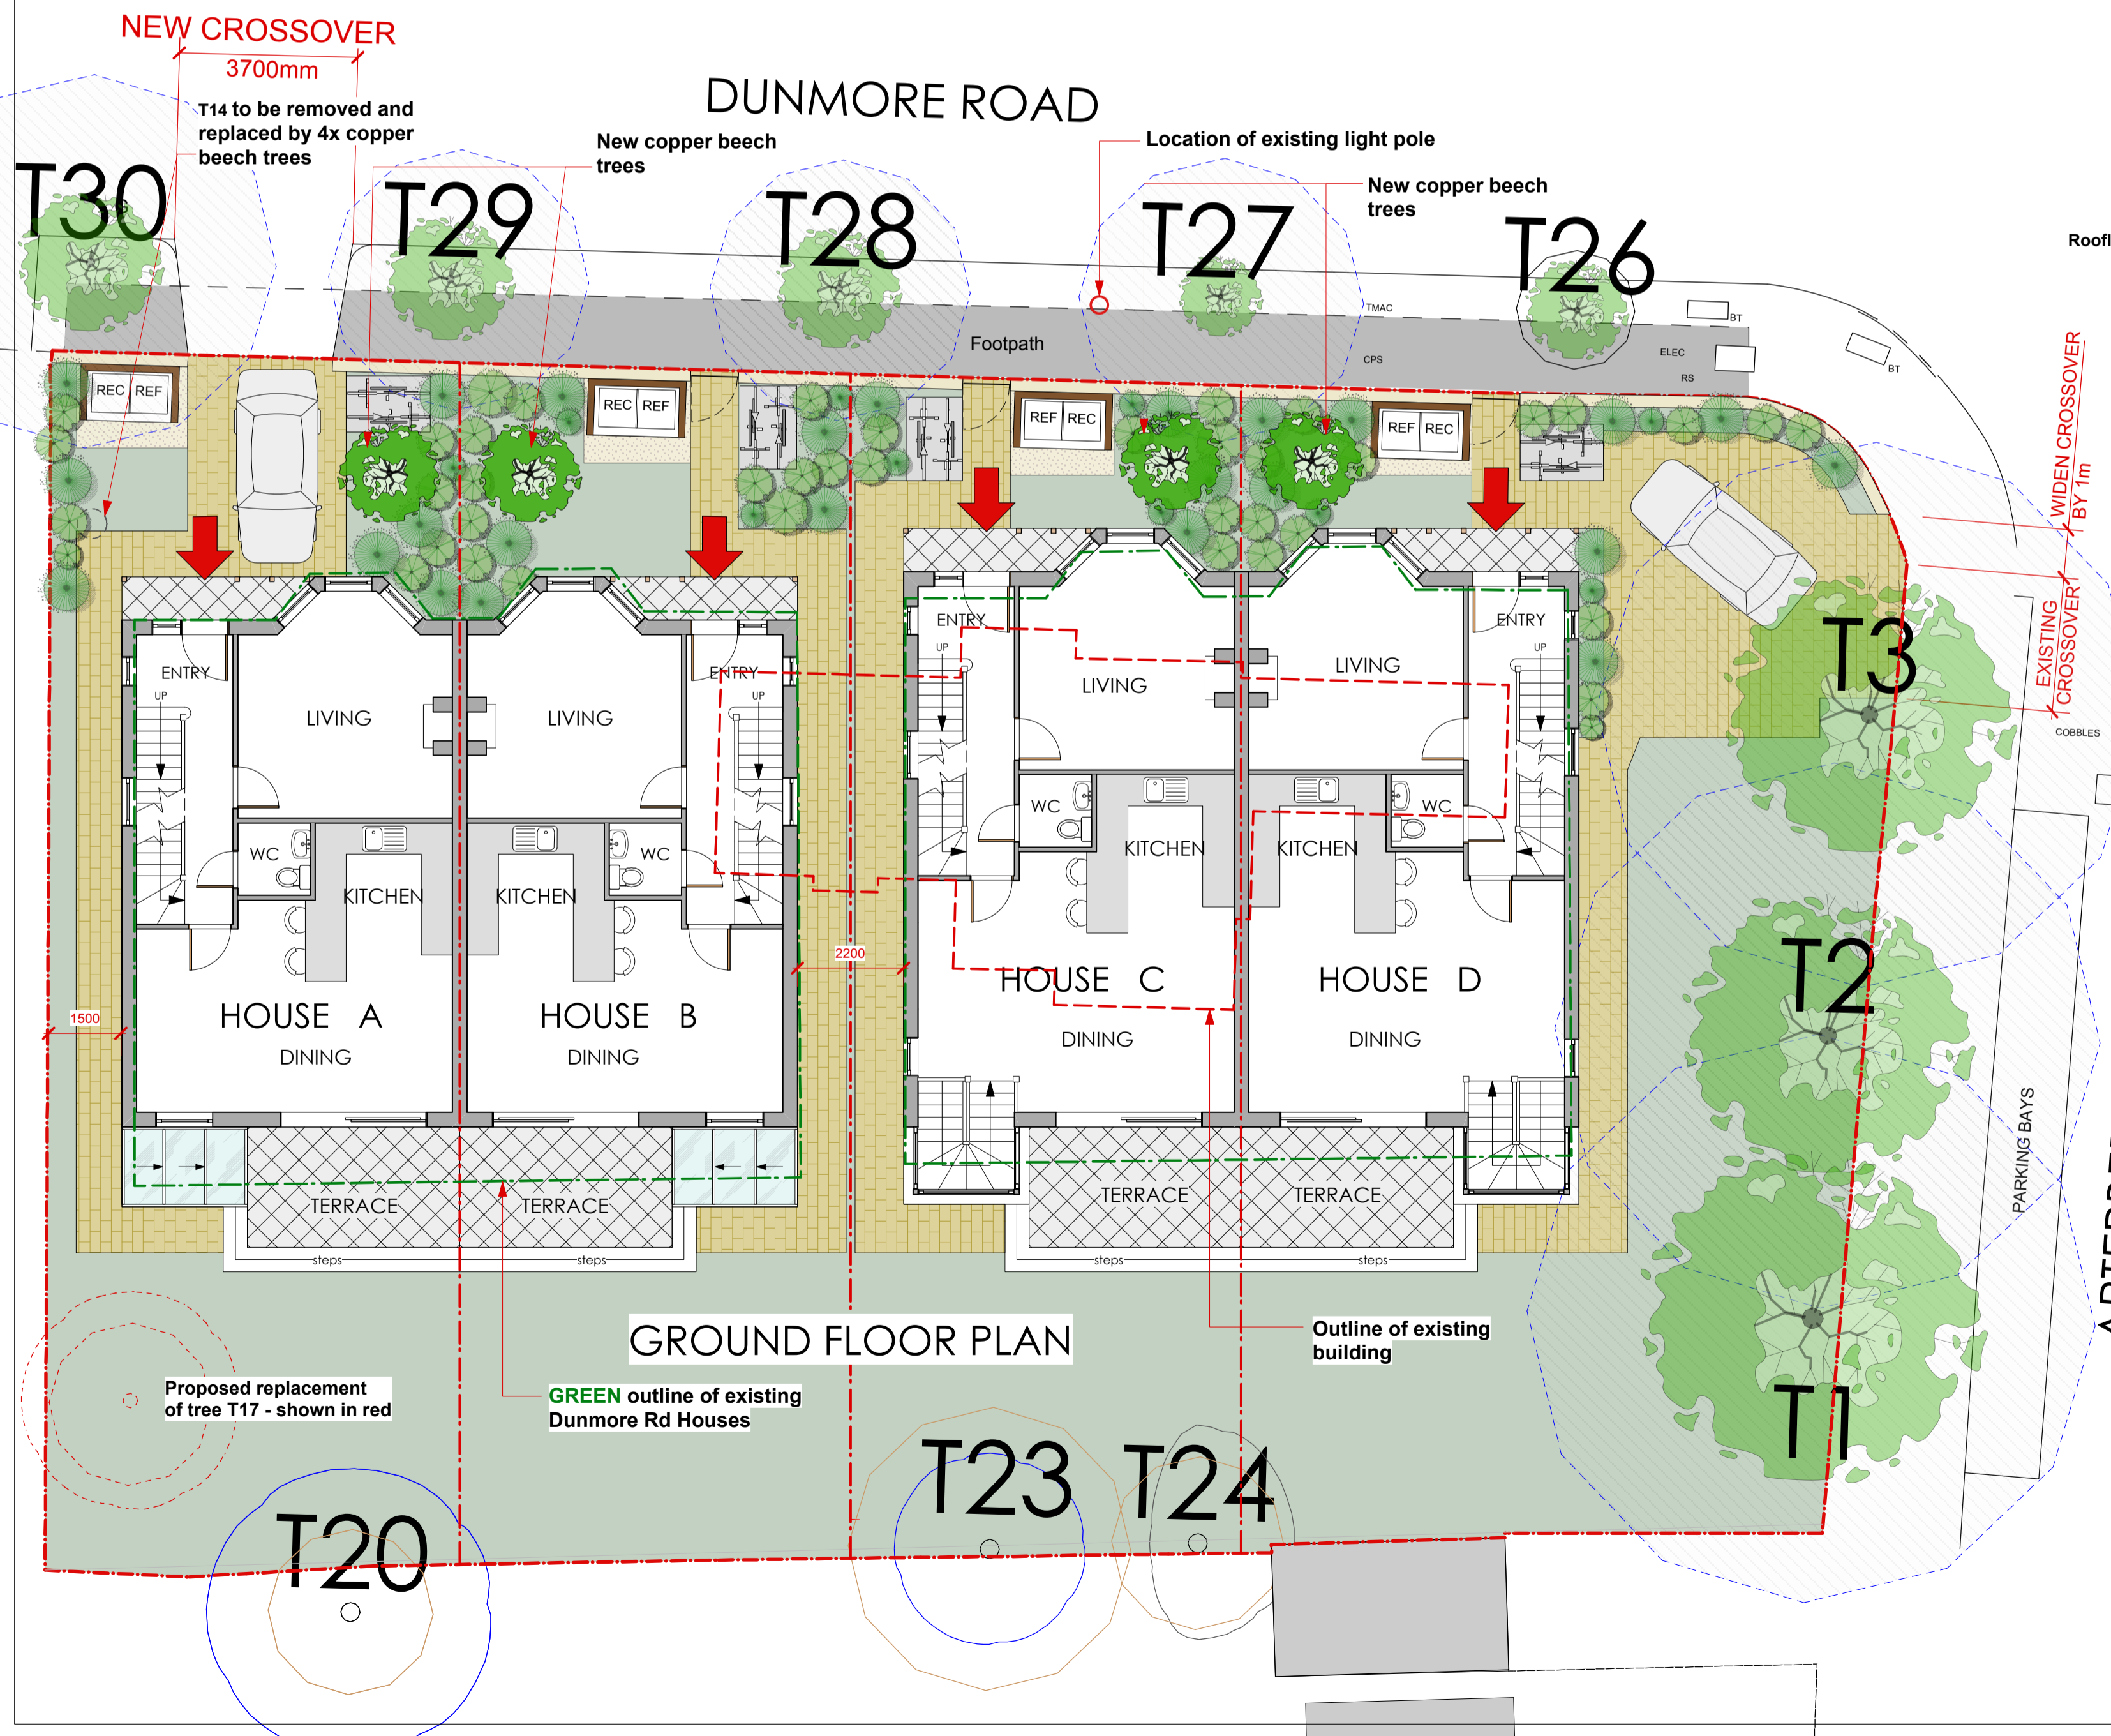 NEW CROSSOVER
3700mm
T14 to be removed and
replaced by 4x copper
beech trees
DUNMORE ROAD
New copper beech
trees
Location of existing light pole
New copper beech
trees
T30
T29
T28
T27
T26
Roofl
TMAC
BT
Footpath
CPS
ELEC
RS
BT
WIDEN CROSSOVER
BY 1m
EXISTING
CROSSOVER
REC REF
REC REF
REF REC
REF REC
ENTRY
UP
LIVING
LIVING
ENTRY
UP
ENTRY
UP
LIVING
LIVING
ENTRY
UP
T3
COBBLES
WC
KITCHEN
KITCHEN
WC
WC
KITCHEN
KITCHEN
WC
T2
2200
1500
HOUSE A
DINING
HOUSE B
DINING
HOUSE C
DINING
HOUSE D
DINING
PARKING BAYS
TERRACE
TERRACE
TERRACE
TERRACE
steps
steps
steps
steps
GROUND FLOOR PLAN
Outline of existing
building
Proposed replacement
of tree T17 - shown in red
GREEN outline of existing
Dunmore Rd Houses
T1
T20
T23
T24